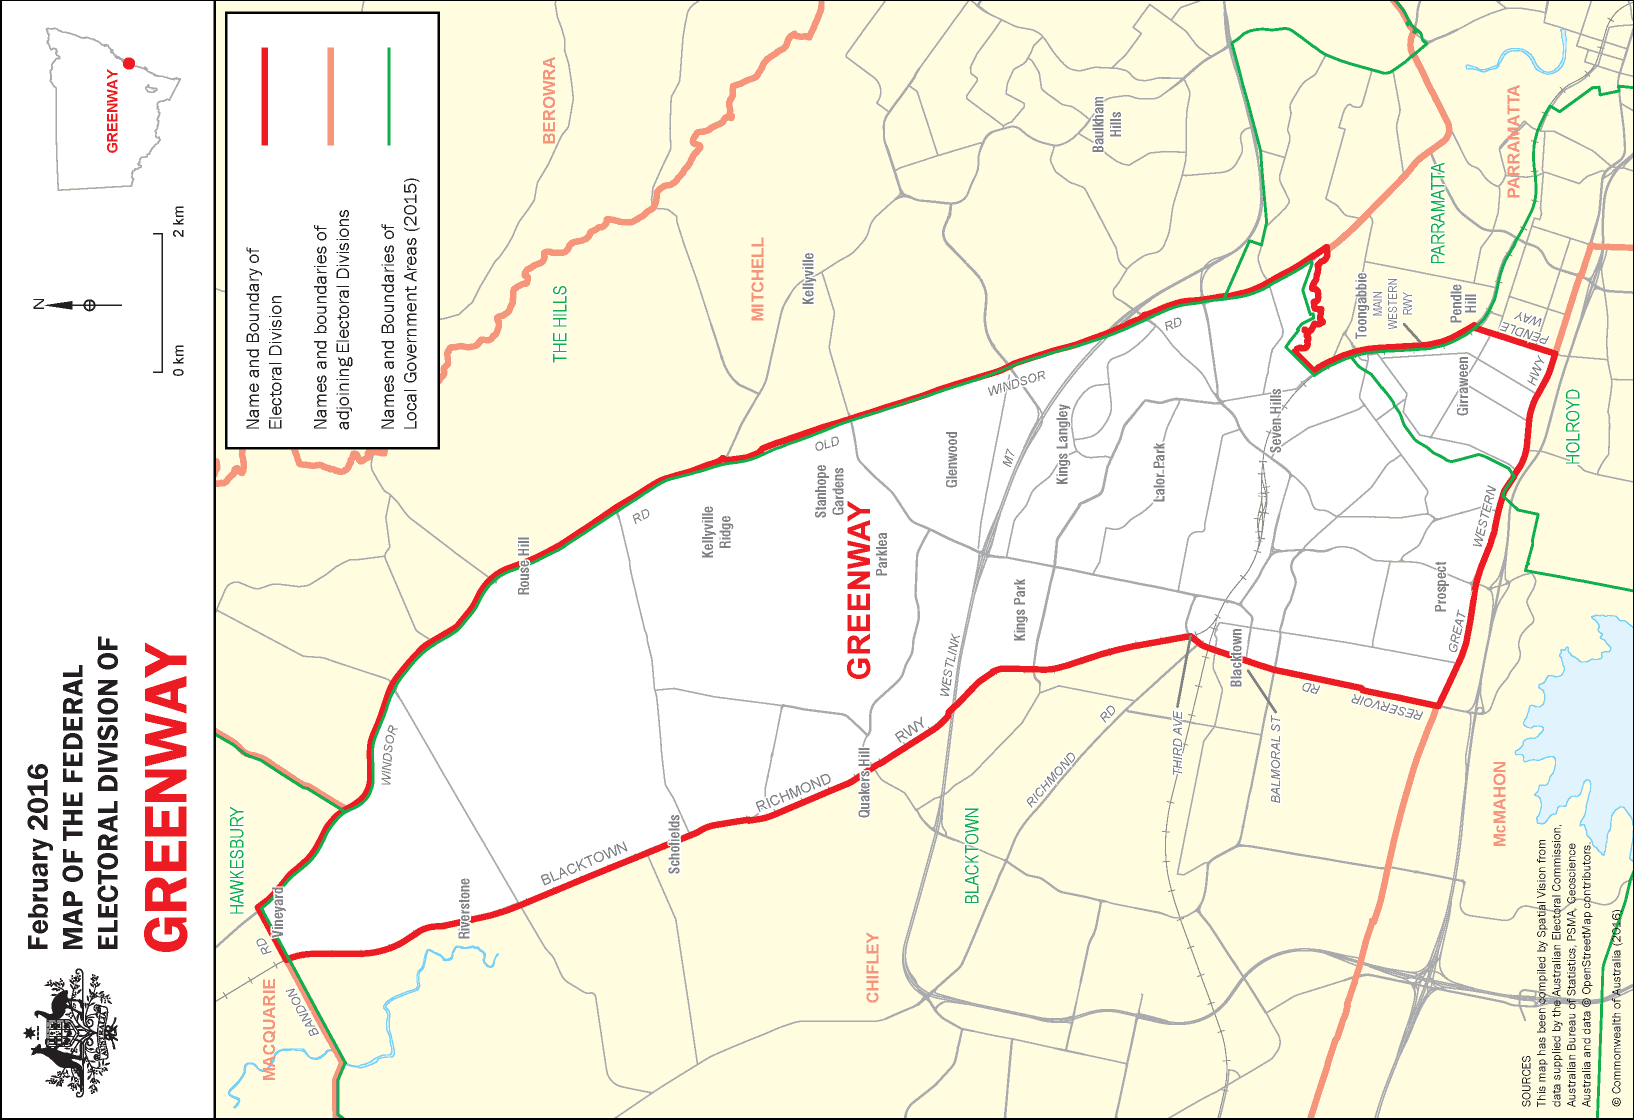 February 2016
MAP OF THE FEDERAL
ELECTORAL DIVISION OF
GREENWAY
N
0 km
2 km
GREENWAY
Name and Boundary of
Electoral Division
Names and boundaries of
adjoining Electoral Divisions
Names and Boundaries of
Local Government Areas (2015)
HAWKESBURY
MACQUARIE
BANDON
RD
Vineyard
WINDSOR
Riverstone
Rouse Hill
BEROWRA
THE HILLS
BLACKTOWN
RD
Schofields
Kellyville
Ridge
MITCHELL
Kellyville
RICHMOND
Stanhope
Gardens
OLD
GREENWAY
Parklea
Quakers Hill
CHIFLEY
RWY
Glenwood
WESTLINK
M7
WINDSOR
BLACKTOWN
Kings Park
Kings Langley
Baulkham
Hills
RICHMOND
RD
Lalor Park
RD
THIRD AVE
Blacktown
BALMORAL ST
Seven Hills
RESERVOIR
RD
Toongabbie
MAIN
WESTERN
RWY
PARRAMATTA
Prospect
Girraween
Pendle
Hill
GREAT
WESTERN
HWY
PENDLE
WAY
PARRAMATTA
McMAHON
HOLROYD
SOURCES
This map has been compiled by Spatial Vision from
data supplied by the Australian Electoral Commission,
Australian Bureau of Statistics, PSMA, Geoscience
Australia and data © OpenStreetMap contributors.
© Commonwealth of Australia (2016)